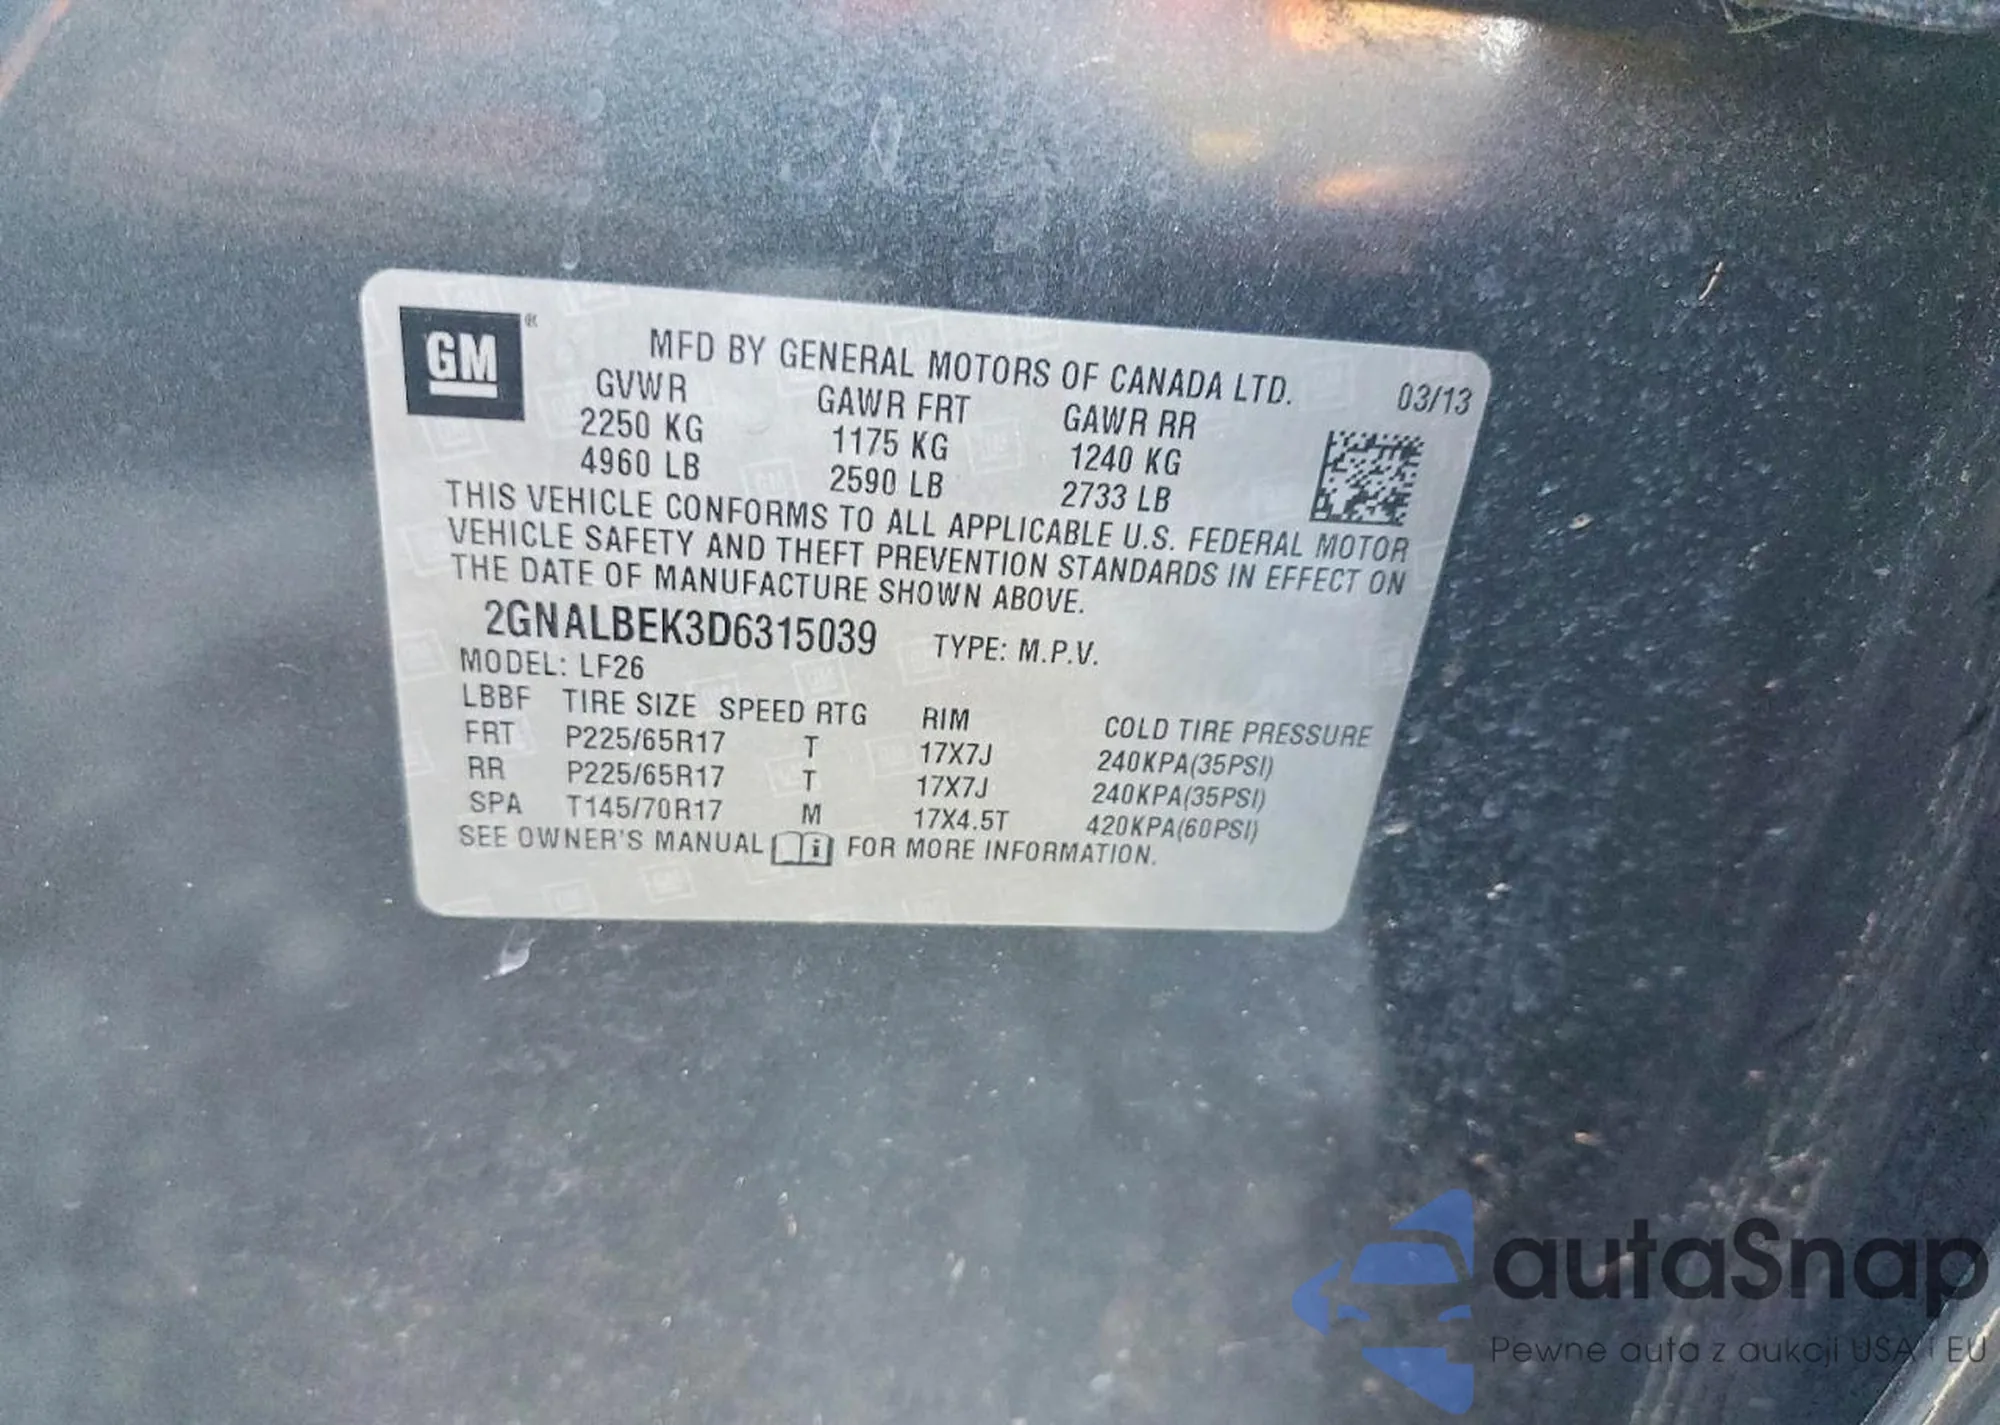 GM®
MFD BY GENERAL MOTORS OF CANADA LTD.
03/13
GVWR GAWR FRT GAWR RR
2250 KG 1175 KG 1240 KG
4960 LB 2590 LB 2733 LB
THIS VEHICLE CONFORMS TO ALL APPLICABLE U.S. FEDERAL MOTOR
VEHICLE SAFETY AND THEFT PREVENTION STANDARDS IN EFFECT ON
THE DATE OF MANUFACTURE SHOWN ABOVE.
2GNALBEK3D6315039 TYPE: M.P.V.
MODEL: LF26
LBBF TIRE SIZE SPEED RTG RIM COLD TIRE PRESSURE
FRT P225/65R17 T 17X7J 240KPA(35PSI)
RR P225/65R17 T 17X7J 240KPA(35PSI)
SPA T145/70R17 M 17X4.5T 420KPA(60PSI)
SEE OWNER'S MANUAL i FOR MORE INFORMATION.
autaSnap
Pewne auta z aukcji USA i EU